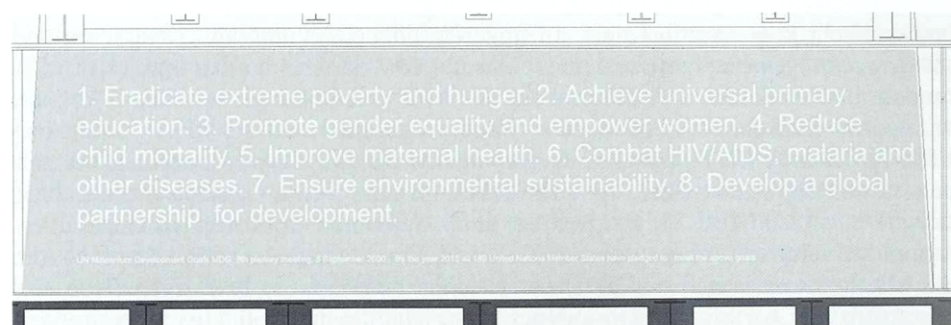 1. Eradicate extreme poverty and hunger. 2. Achieve universal primary
education. 3. Promote gender equality and empower women. 4. Reduce
child mortality. 5. Improve maternal health. 6. Combat HIV/AIDS, malaria and
other diseases. 7. Ensure environmental sustainability. 8. Develop a global
partnership for development.
UN Millennium Development Goals MDG, 8th plenary meeting, 8 September 2000 - By the year 2015 all 189 United Nations Member States have pledged to meet the above goals